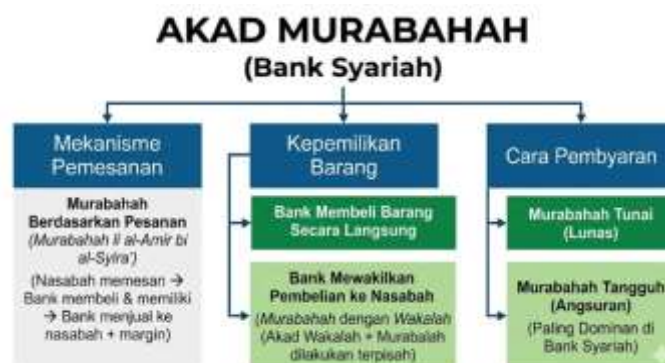 AKAD MURABAHAH
(Bank Syariah)
Mekanisme
Pemesanan
Murabahah
Berdasarkan Pesanan
(Murabahah li al-Amir bi
al-Syira')
(Nasabah memesan →
Bank membeli & memiliki
→ Bank menjual ke
nasabah + margin)
Kepemilikan
Barang
Bank Membeli Barang
Secara Langsung
Bank Mewakilkan
Pembelian ke Nasabah
(Murabahah dengan Wakalah
(Akad Wakalah + Murabalah
dilakukan terpisah)
Cara Pembyaran
Murabahah Tunai
(Lunas)
Murabahah Tangguh
(Angsuran)
(Paling Dominan di
Bank Syariah)